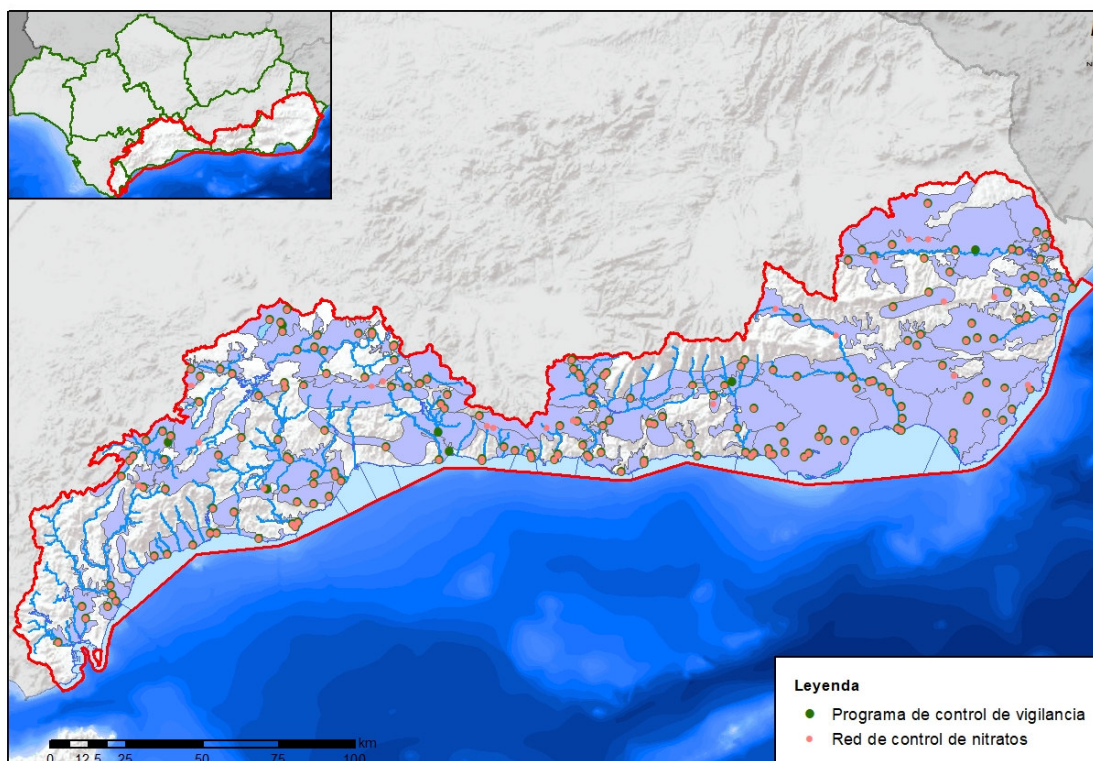 N
Leyenda
Programa de control de vigilancia
Red de control de nitratos
km
0 12,5 25 50 75 100